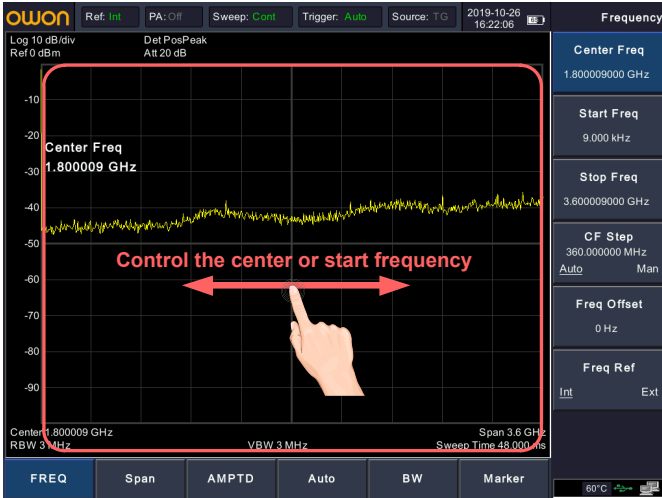 OWON Ref: Int PA: Off Sweep: Cont Trigger: Auto Source: TG 2019-10-26
16:22:06
Frequency
Log 10 dB/div Det PosPeak
Ref 0 dBm Att 20 dB
-10
-20
-30
-40
-50
-60
-70
-80
-90
Center Freq
1.800009 GHz
Control the center or start frequency
Center 1.800009 GHz Span 3.6 GHz
RBW 3 MHz VBW 3 MHz Sweep Time 48.000 ms
Center Freq
1.800009000 GHz
Start Freq
9.000 kHz
Stop Freq
3.600009000 GHz
CF Step
360.000000 MHz
Auto Man
Freq Offset
0 Hz
Freq Ref
Int Ext
FREQ Span AMPTD Auto BW Marker
60°C